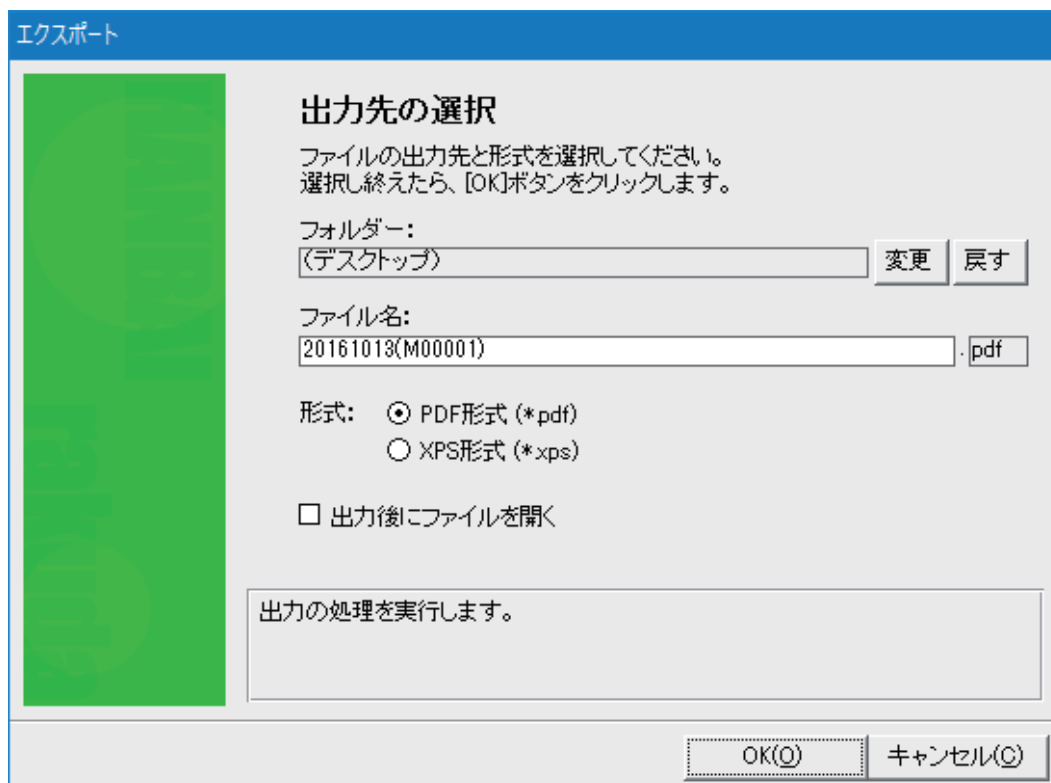 エクスポート
出力先の選択
ファイルの出力先と形式を選択してください。
選択し終えたら、[OK]ボタンをクリックします。
フォルダー:
(デスクトップ) 変更 戻す
ファイル名:
20161013(M00001) . pdf
形式: PDF形式 (*.pdf)
XPS形式 (*.xps)
出力後にファイルを開く
出力の処理を実行します。
OK(O) キャンセル(C)